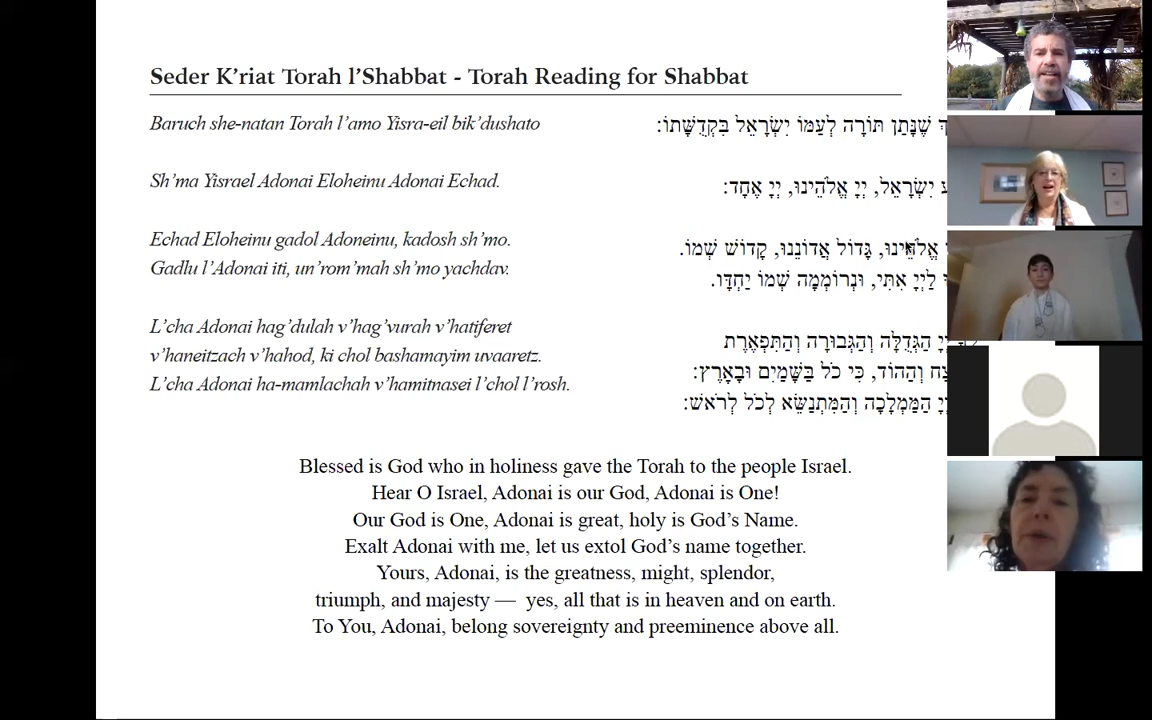 Seder K’riat Torah l’Shabbat - Torah Reading for Shabbat
Baruch she-natan Torah l’amo Yisra-eil bik’dushato
שֶׁנָּתַן תּוֹרָה לְעַמּוֹ יִשְׂרָאֵל בִּקְדֻשָּׁתוֹ:
Sh’ma Yisrael Adonai Eloheinu Adonai Echad.
יִשְׂרָאֵל, יְיָ אֱלֹהֵינוּ, יְיָ אֶחָד:
Echad Eloheinu gadol Adoneinu, kadosh sh’mo.
אֱלֹהֵינוּ, גָּדוֹל אֲדוֹנֵנוּ, קָדוֹשׁ שְׁמוֹ.
Gadlu l’Adonai iti, un’rom’mah sh’mo yachdav.
לַייָ אִתִּי, וּנְרוֹמְמָה שְׁמוֹ יַחְדָּו.
L’cha Adonai hag’dulah v’hag’vurah v’hatiferet
יְיָ הַגְּדֻלָּה וְהַגְּבוּרָה וְהַתִּפְאֶרֶת
v’haneitzach v’hahod, ki chol bashamayim uvaaretz.
וְהַהוֹד, כִּי כֹל בַּשָּׁמַיִם וּבָאָרֶץ:
L’cha Adonai ha-mamlachah v’hamitnasei l’chol l’rosh.
יְיָ הַמַּמְלָכָה וְהַמִּתְנַשֵּׂא לְכֹל לְרֹאשׁ:
Blessed is God who in holiness gave the Torah to the people Israel.
Hear O Israel, Adonai is our God, Adonai is One!
Our God is One, Adonai is great, holy is God’s Name.
Exalt Adonai with me, let us extol God’s name together.
Yours, Adonai, is the greatness, might, splendor,
triumph, and majesty — yes, all that is in heaven and on earth.
To You, Adonai, belong sovereignty and preeminence above all.